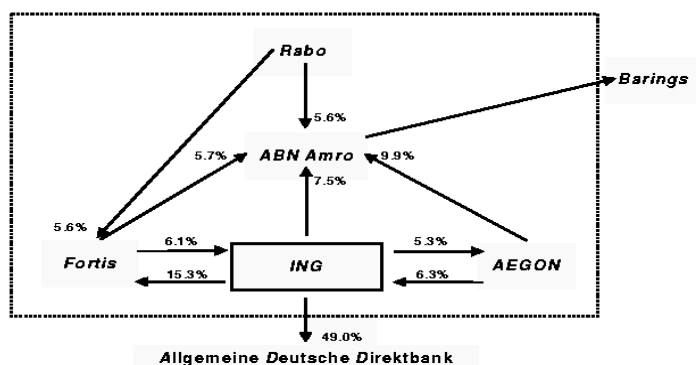 Rabo
Barings
5.6%
5.7% ABN Amro 9.9%
7.5%
5.6%
6.1% 5.3%
Fortis ING AEGON
15.3% 6.3%
49.0%
Allgemeine Deutsche Direktbank